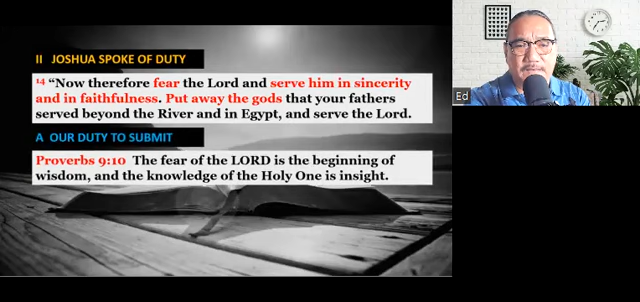 II JOSHUA SPOKE OF DUTY
14 “Now therefore fear the Lord and serve him in sincerity
and in faithfulness. Put away the gods that your fathers
served beyond the River and in Egypt, and serve the Lord.
A OUR DUTY TO SUBMIT
Proverbs 9:10 The fear of the LORD is the beginning of
wisdom, and the knowledge of the Holy One is insight.
Ed